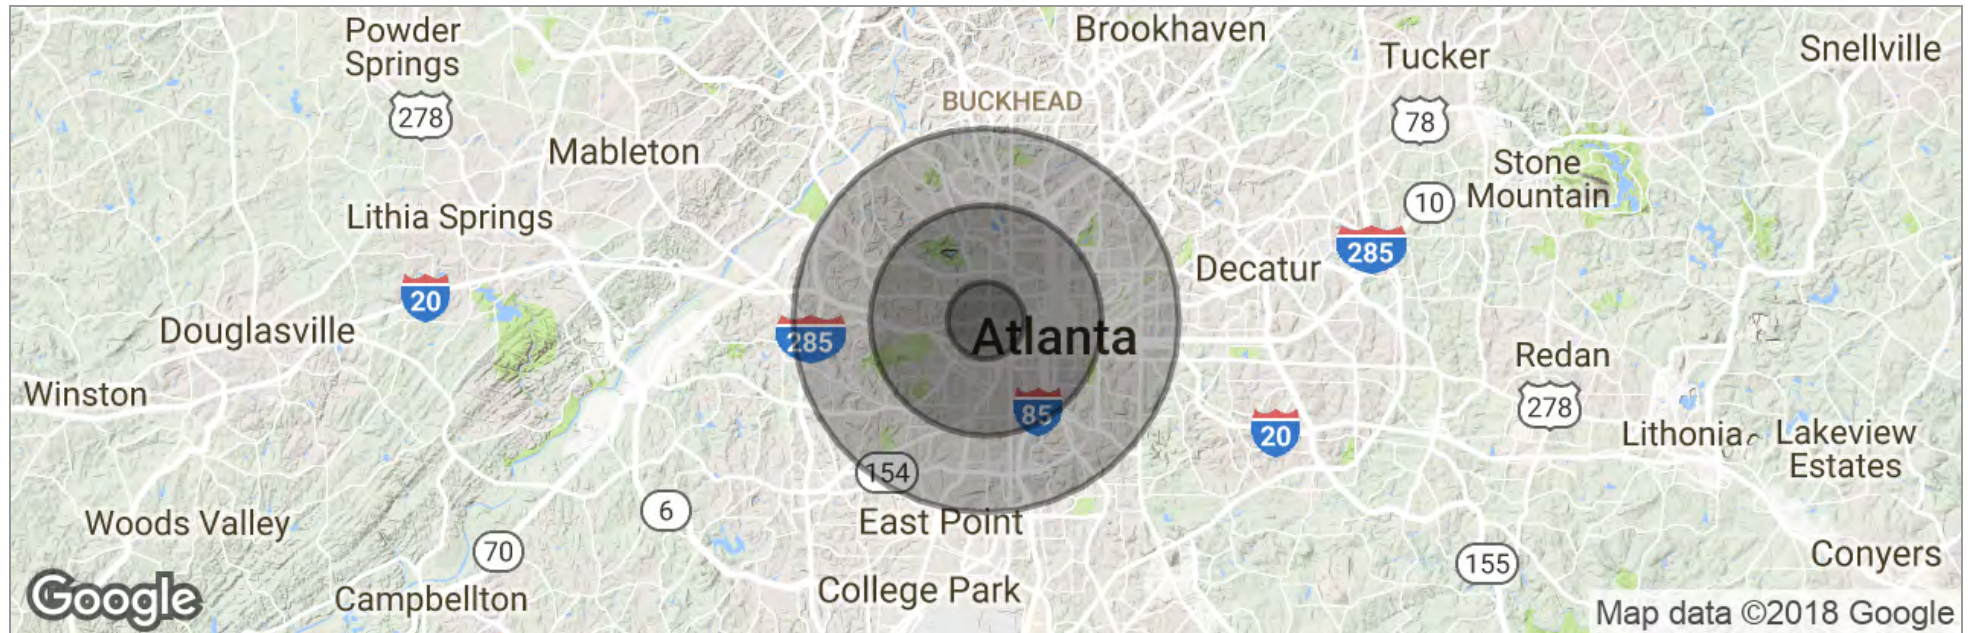 Powder
Springs
Brookhaven
Tucker
Snellville
278
BUCKHEAD
78
Mableton
Stone
Mountain
10
Lithia Springs
285
Decatur
20
Douglasville
285
Atlanta
Redan
Winston
85
278
20
Lithonia
Lakeview
Estates
154
Woods Valley
6
East Point
70
155
Conyers
Google
Campbellton
College Park
Map data ©2018 Google